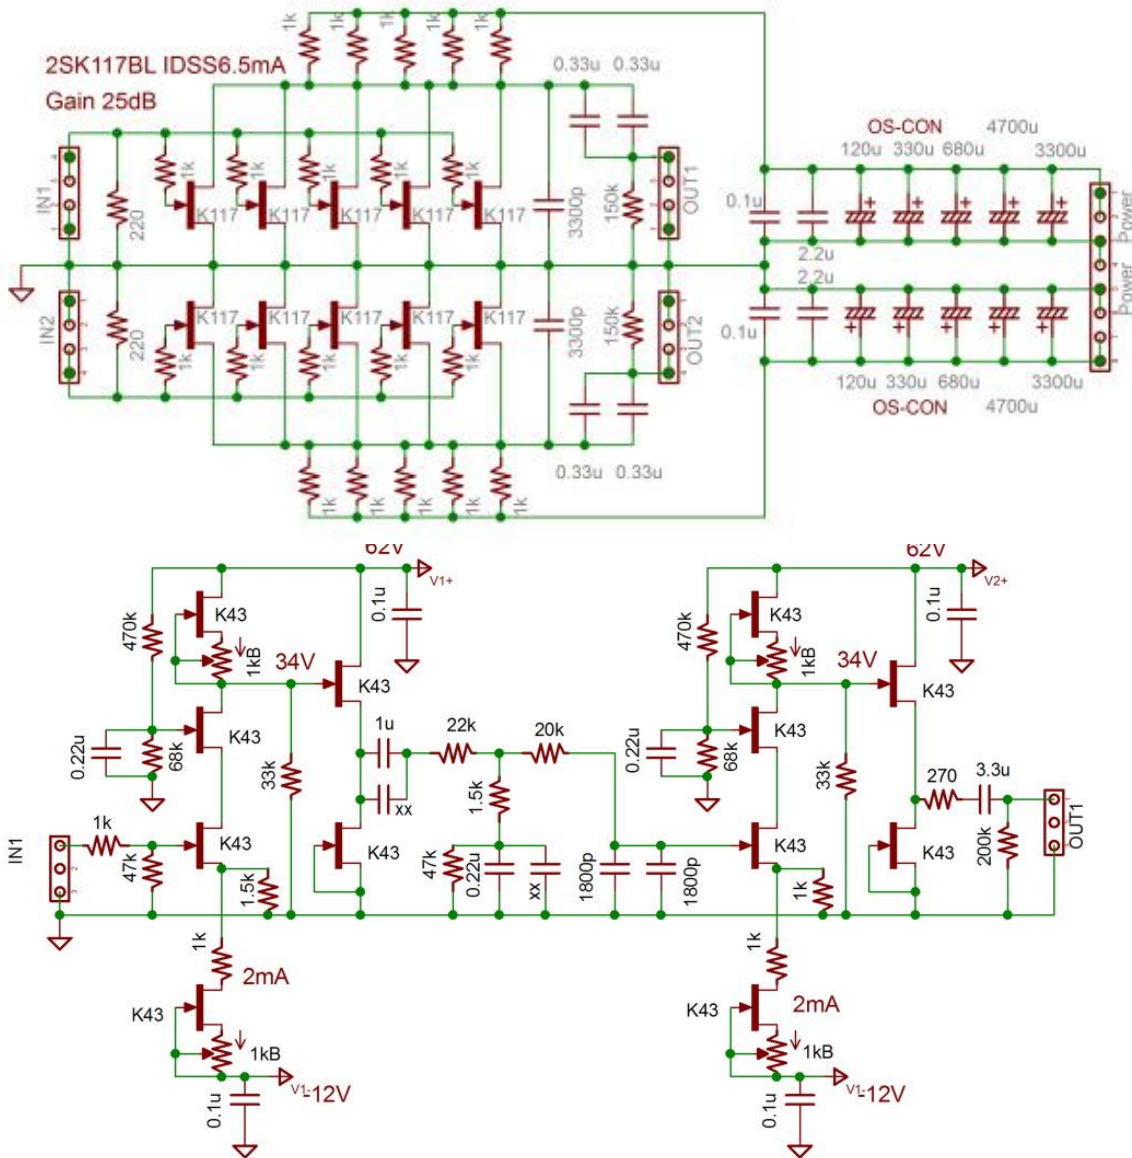 1k 1k 1k 1k 1k
2SK117BL IDSS6.5mA
Gain 25dB
0.33u 0.33u
OS-CON 4700u
120u 330u 680u 3300u
IN1 220 1k 1k 1k 1k 1k
K117 K117 K117 K117 K117
3300p 150k OUT1 0.1u
2.2u
2.2u
Power
Power
IN2 220
K117 K117 K117 K117 K117
1k 1k 1k 1k 1k
3300p 150k OUT2 0.1u
120u 330u 680u 3300u
OS-CON 4700u
0.33u 0.33u
1k 1k 1k 1k 1k
62V 62V
V1+ V2+
K43 0.1u K43 0.1u
470k 1kB 470k 1kB
34V 34V
K43 K43
K43 K43
1u 22k 20k
0.22u 68k 33k 0.22u 68k 33k
xx 1.5k 270 3.3u
IN1 1k K43 K43 K43 K43 OUT1
47k 1.5k 47k 0.22u xx 1800p 1800p 1k 200k
1k 1k
2mA 2mA
K43 K43
1kB 1kB
V1- -12V V1- -12V
0.1u 0.1u